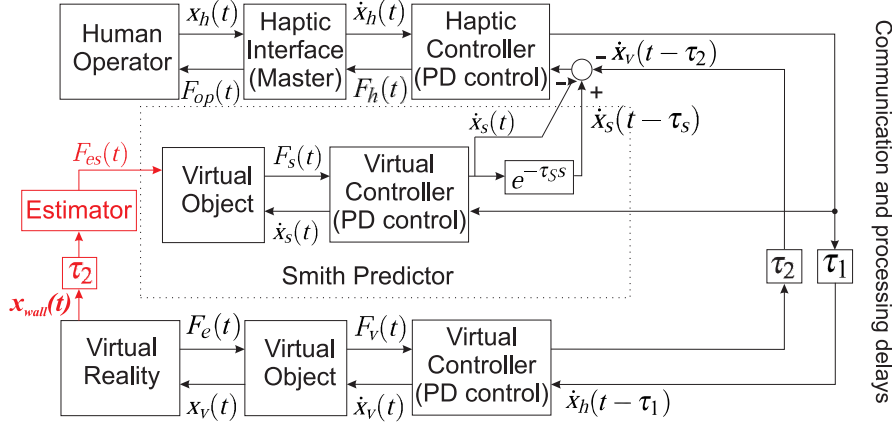 Human
Operator
x_h(t)
F_op(t)
Haptic
Interface
(Master)
ẋ_h(t)
F_h(t)
Haptic
Controller
(PD control)
- ẋ_v(t − τ_2)
-
+
ẋ_s(t)
ẋ_s(t − τ_s)
F_es(t)
Estimator
τ_2
x_wall(t)
Virtual
Object
F_s(t)
ẋ_s(t)
Virtual
Controller
(PD control)
e^{−τ_S s}
Smith Predictor
τ_2
τ_1
Virtual
Reality
F_e(t)
x_v(t)
Virtual
Object
F_v(t)
ẋ_v(t)
Virtual
Controller
(PD control)
ẋ_h(t − τ_1)
Communication and processing delays